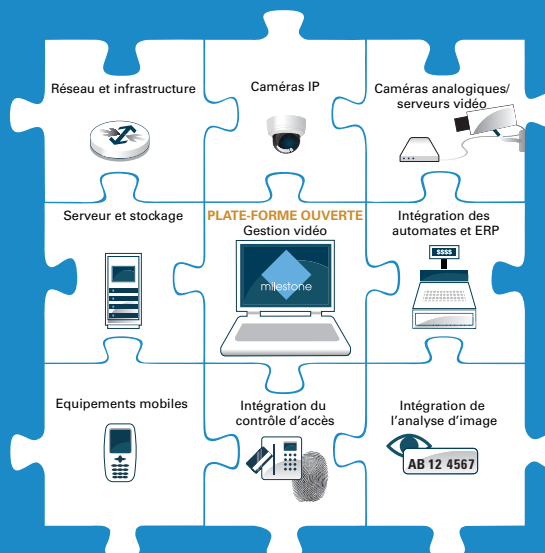 Réseau et infrastructure
Caméras IP
Caméras analogiques/
serveurs vidéo
Serveur et stockage
PLATE-FORME OUVERTE
Gestion vidéo
milestone
Intégration des
automates et ERP
$$$$
Equipements mobiles
Intégration du
contrôle d'accès
Intégration de
l'analyse d'image
AB 12 4567